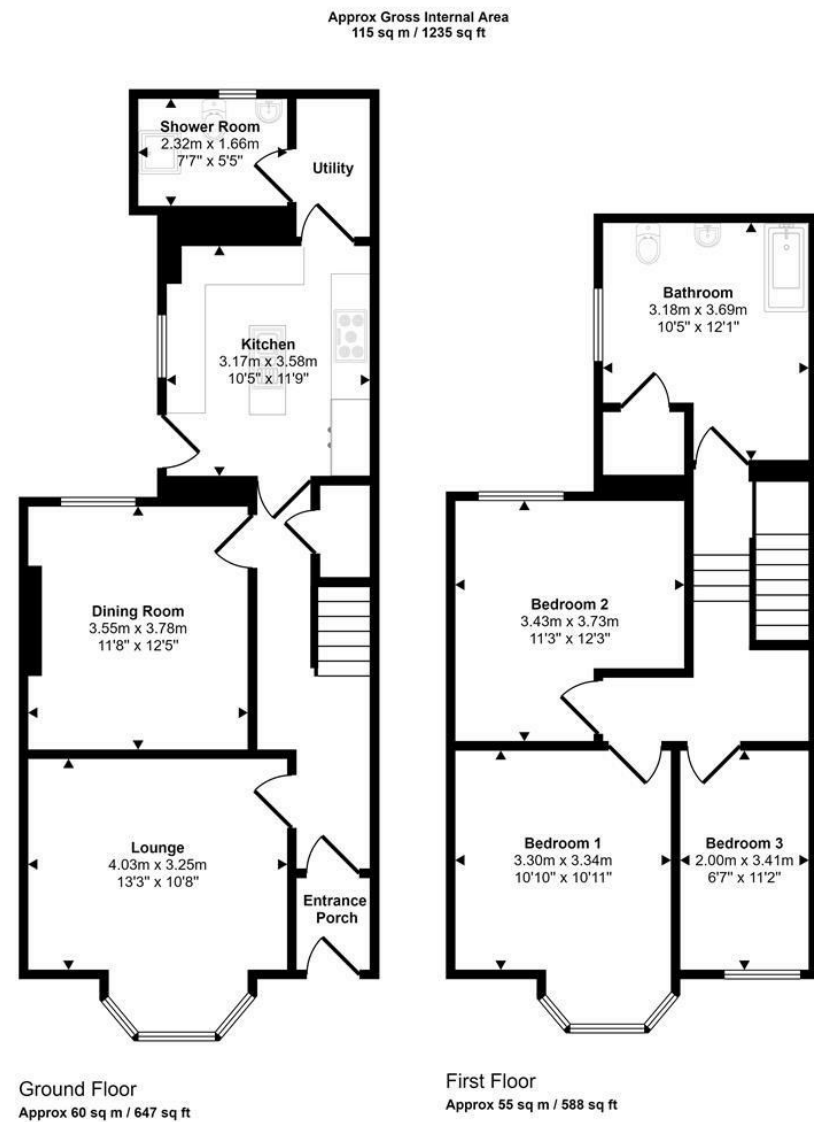 Approx Gross Internal Area
115 sq m / 1235 sq ft
Shower Room
2.32m x 1.66m
7'7" x 5'5"
Utility
Kitchen
3.17m x 3.58m
10'5" x 11'9"
Dining Room
3.55m x 3.78m
11'8" x 12'5"
Lounge
4.03m x 3.25m
13'3" x 10'8"
Entrance
Porch
Ground Floor
Approx 60 sq m / 647 sq ft
Bathroom
3.18m x 3.69m
10'5" x 12'1"
Bedroom 2
3.43m x 3.73m
11'3" x 12'3"
Bedroom 1
3.30m x 3.34m
10'10" x 10'11"
Bedroom 3
2.00m x 3.41m
6'7" x 11'2"
First Floor
Approx 55 sq m / 588 sq ft